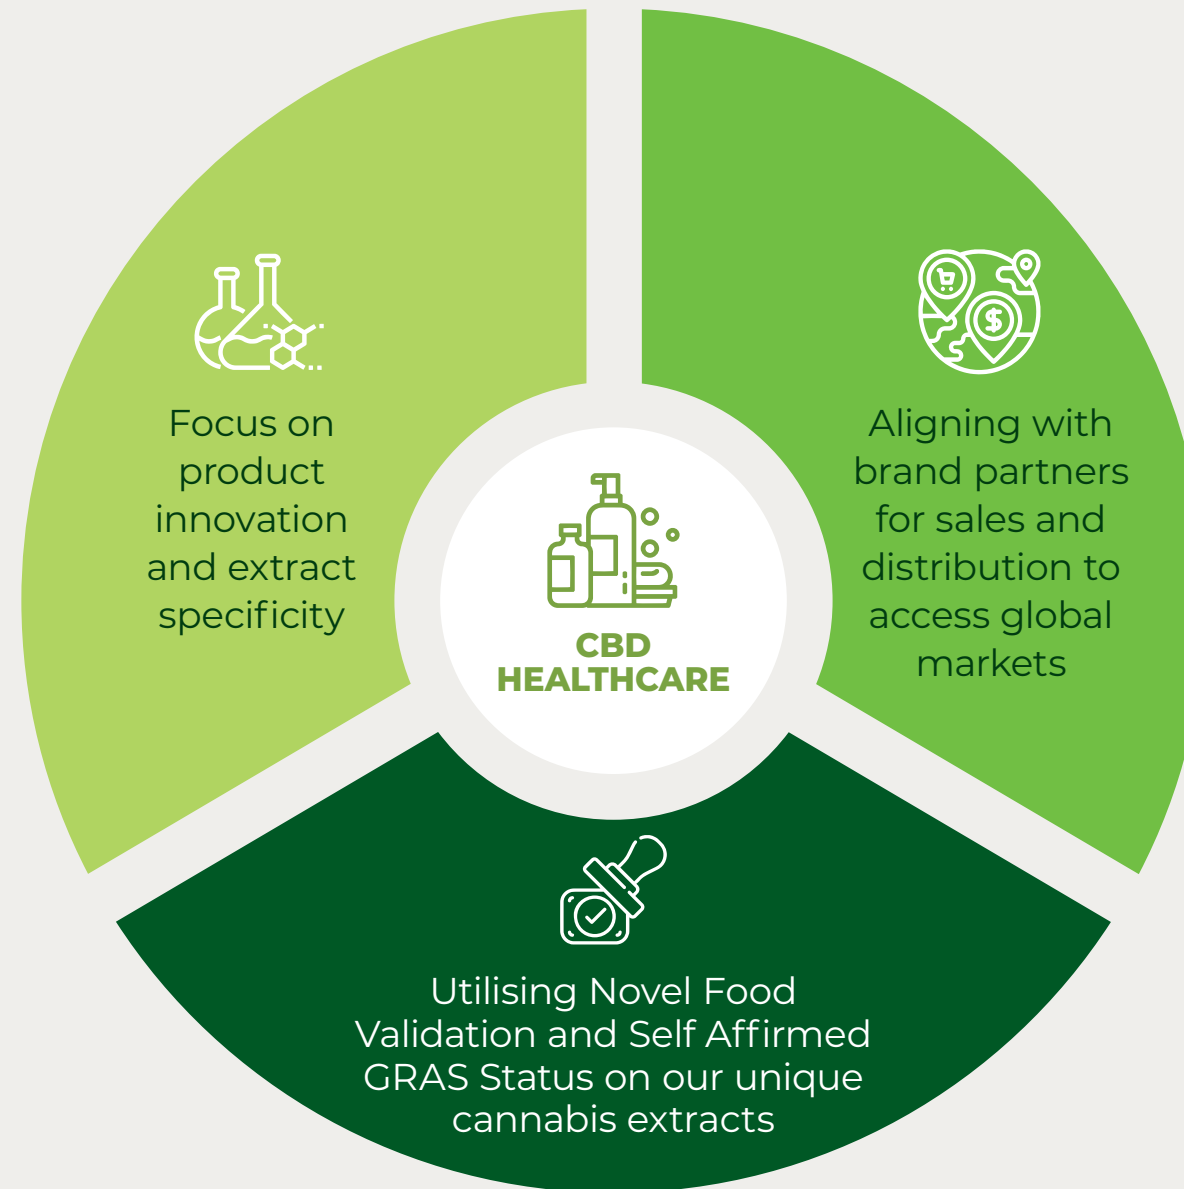 Focus on
product
innovation
and extract
specificity
Aligning with
brand partners
for sales and
distribution to
access global
markets
CBD
HEALTHCARE
Utilising Novel Food
Validation and Self Affirmed
GRAS Status on our unique
cannabis extracts